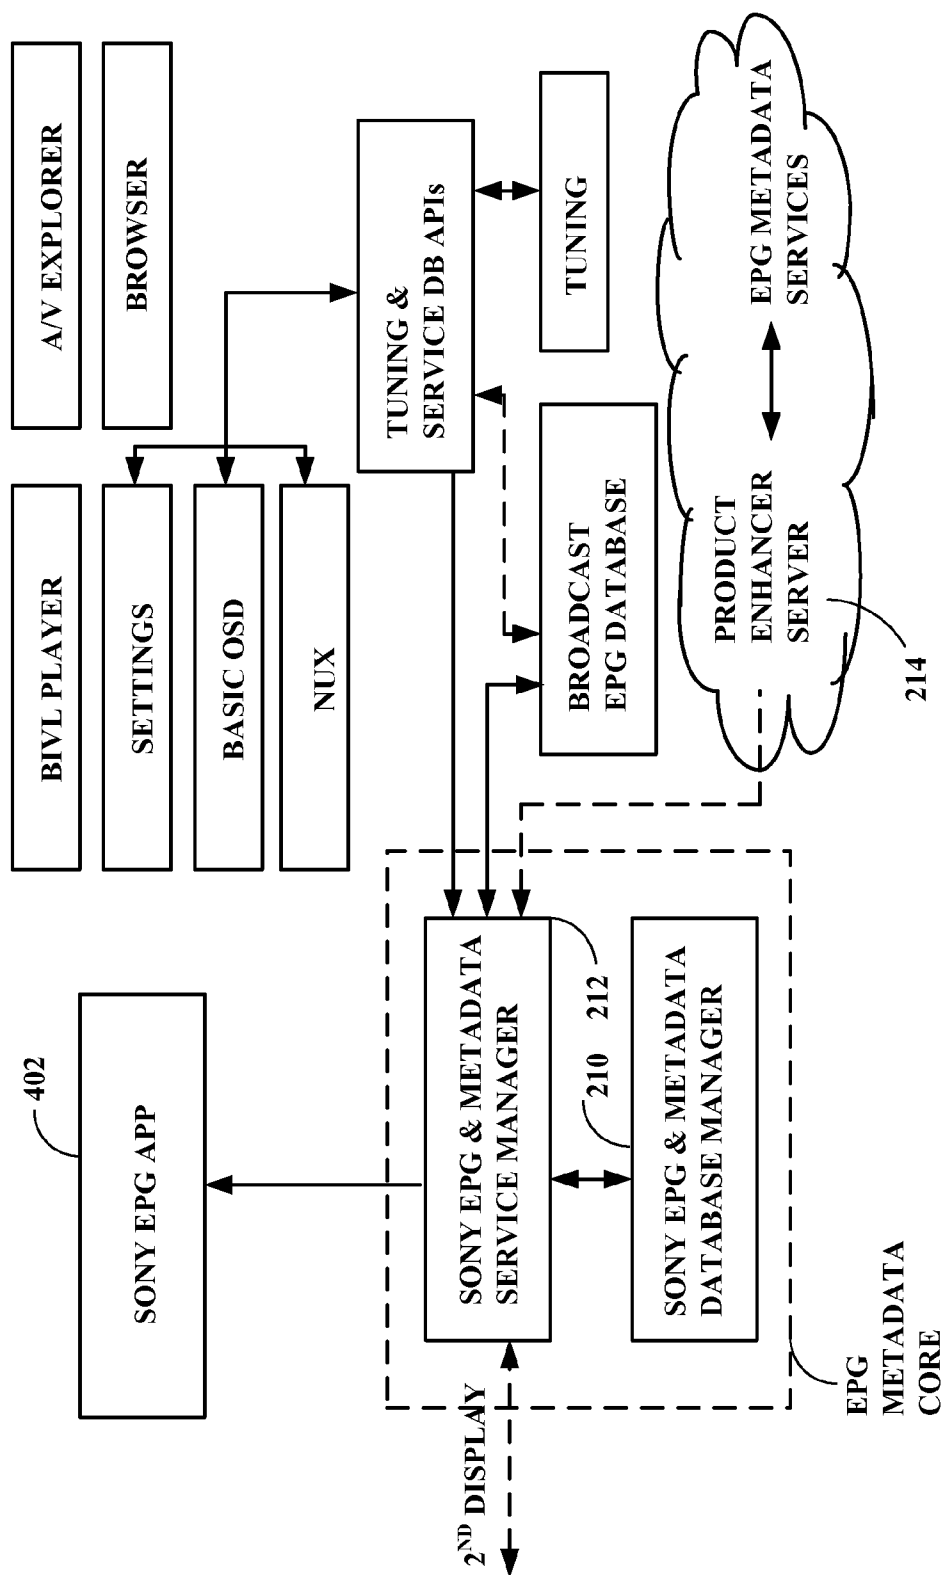 SONY EPG APP
402
BIVL PLAYER
A/V EXPLORER
SETTINGS
BROWSER
BASIC OSD
NUX
2ND DISPLAY
SONY EPG & METADATA
SERVICE MANAGER
212
TUNING &
SERVICE DB APIs
210
SONY EPG & METADATA
DATABASE MANAGER
BROADCAST
EPG DATABASE
TUNING
EPG
METADATA
CORE
PRODUCT
ENHANCER
SERVER
EPG METADATA
SERVICES
214